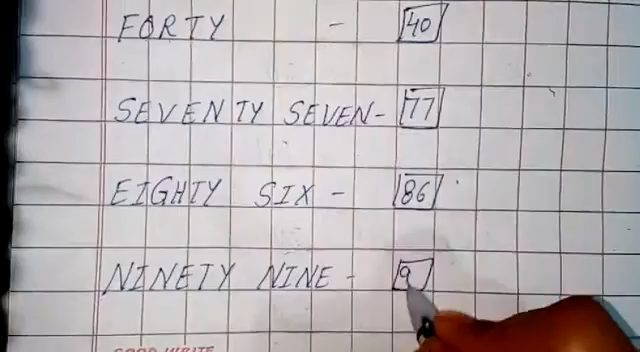 FORTY - 40
SEVENTY SEVEN - 77
EIGHTY SIX - 86
NINETY NINE - 9